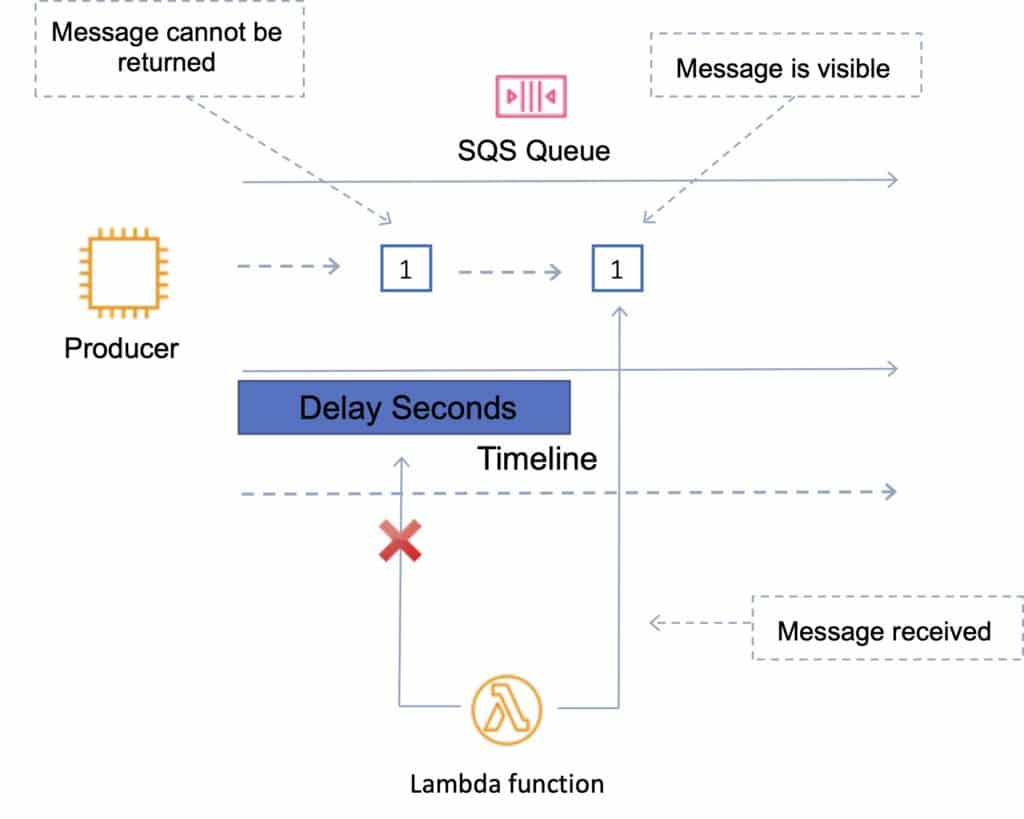 Message cannot be
returned
Message is visible
SQS Queue
1
1
Producer
Delay Seconds
Timeline
Message received
Lambda function